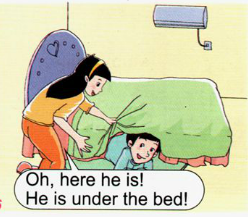 Oh, here he is!
He is under the bed!